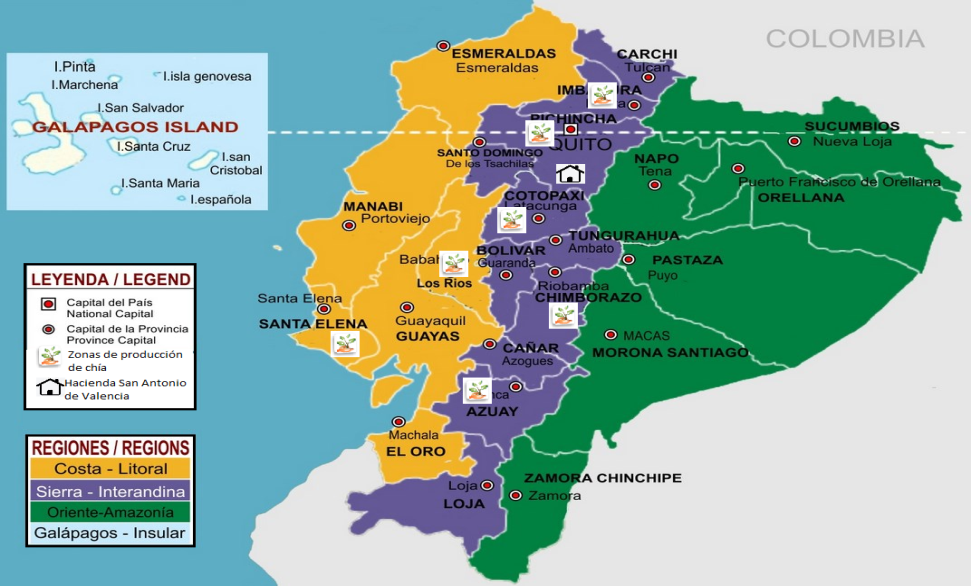 COLOMBIA
ESMERALDAS
Esmeraldas
CARCHI
Tulcan
I.Pinta
I.Marchena
I.isla genovesa
I.San Salvador
GALAPAGOS ISLAND
I.Santa Cruz
I.san
Cristobal
I.Santa Maria
I.española
PICHINCHA
QUITO
SANTO DOMINGO
De los Tsachilas
SUCUMBIOS
Nueva Loja
NAPO
Tena
Puerto Francisco de Orellana
ORELLANA
MANABI
Portoviejo
COTOPAXI
Latacunga
TUNGURAHUA
Ambato
BOLIVAR
Guaranda
PASTAZA
Puyo
Los Rios
Riobamba
CHIMBORAZO
Santa Elena
SANTA ELENA
Guayaquil
GUAYAS
MACAS
MORONA SANTIAGO
CAÑAR
Azogues
AZUAY
Machala
EL ORO
Loja
LOJA
ZAMORA CHINCHIPE
Zamora
LEYENDA / LEGEND
Capital del País
National Capital
Capital de la Provincia
Province Capital
Zonas de producción
de chía
Hacienda San Antonio
de Valencia
REGIONES / REGIONS
Costa - Litoral
Sierra - Interandina
Oriente-Amazonía
Galápagos - Insular